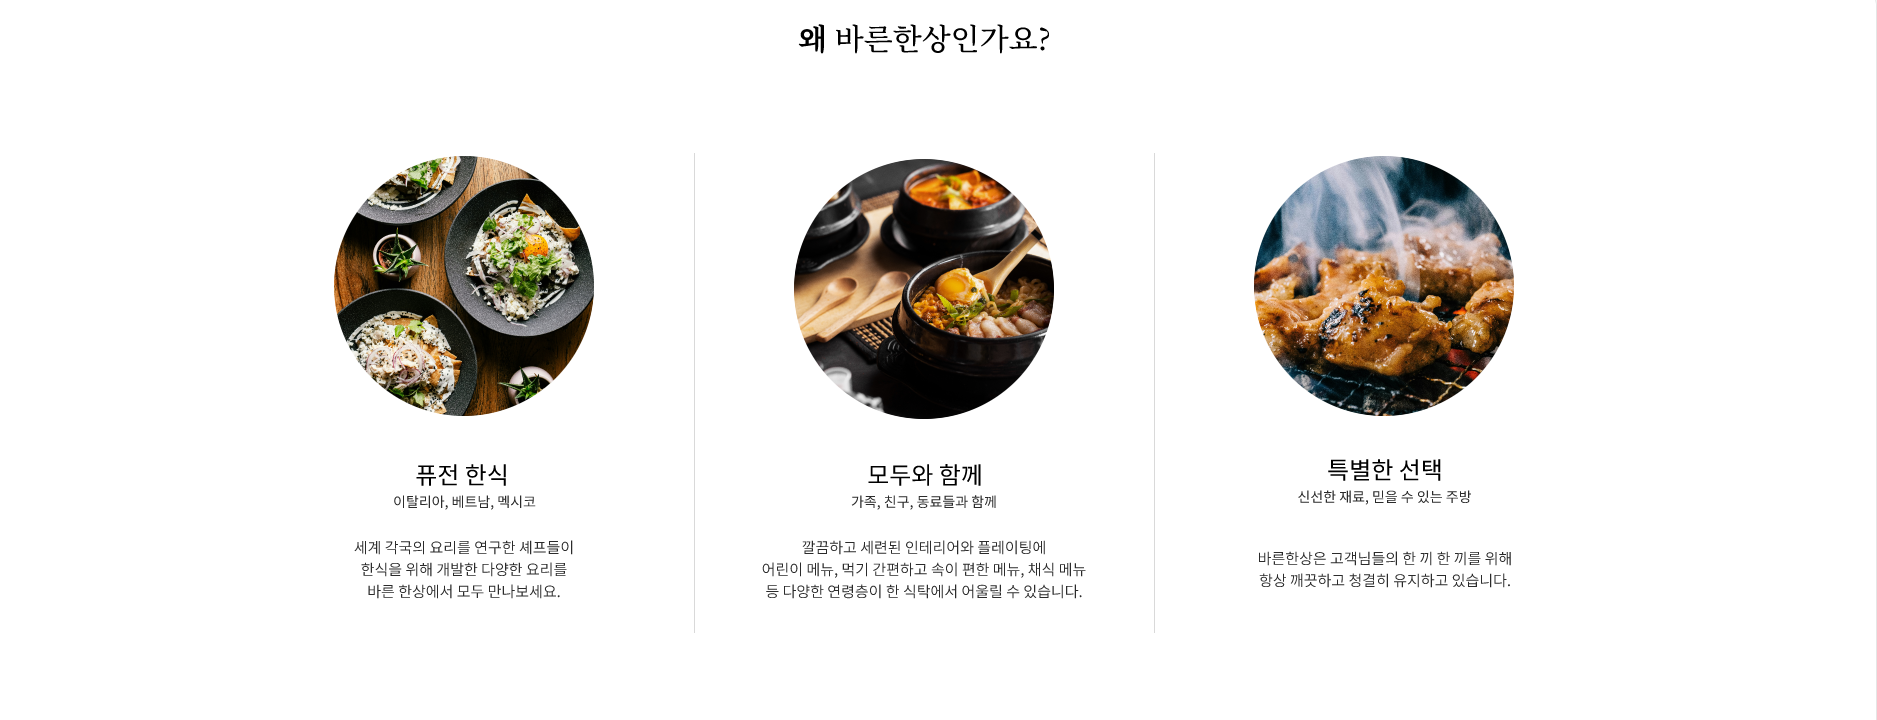 왜 바른한상인가요?
퓨전 한식
이탈리아, 베트남, 멕시코
세계 각국의 요리를 연구한 셰프들이
한식을 위해 개발한 다양한 요리를
바른 한상에서 모두 만나보세요.
모두와 함께
가족, 친구, 동료들과 함께
깔끔하고 세련된 인테리어와 플레이팅에
어린이 메뉴, 먹기 간편하고 속이 편한 메뉴, 채식 메뉴
등 다양한 연령층이 한 식탁에서 어울릴 수 있습니다.
특별한 선택
신선한 재료, 믿을 수 있는 주방
바른한상은 고객님들의 한 끼 한 끼를 위해
항상 깨끗하고 청결히 유지하고 있습니다.